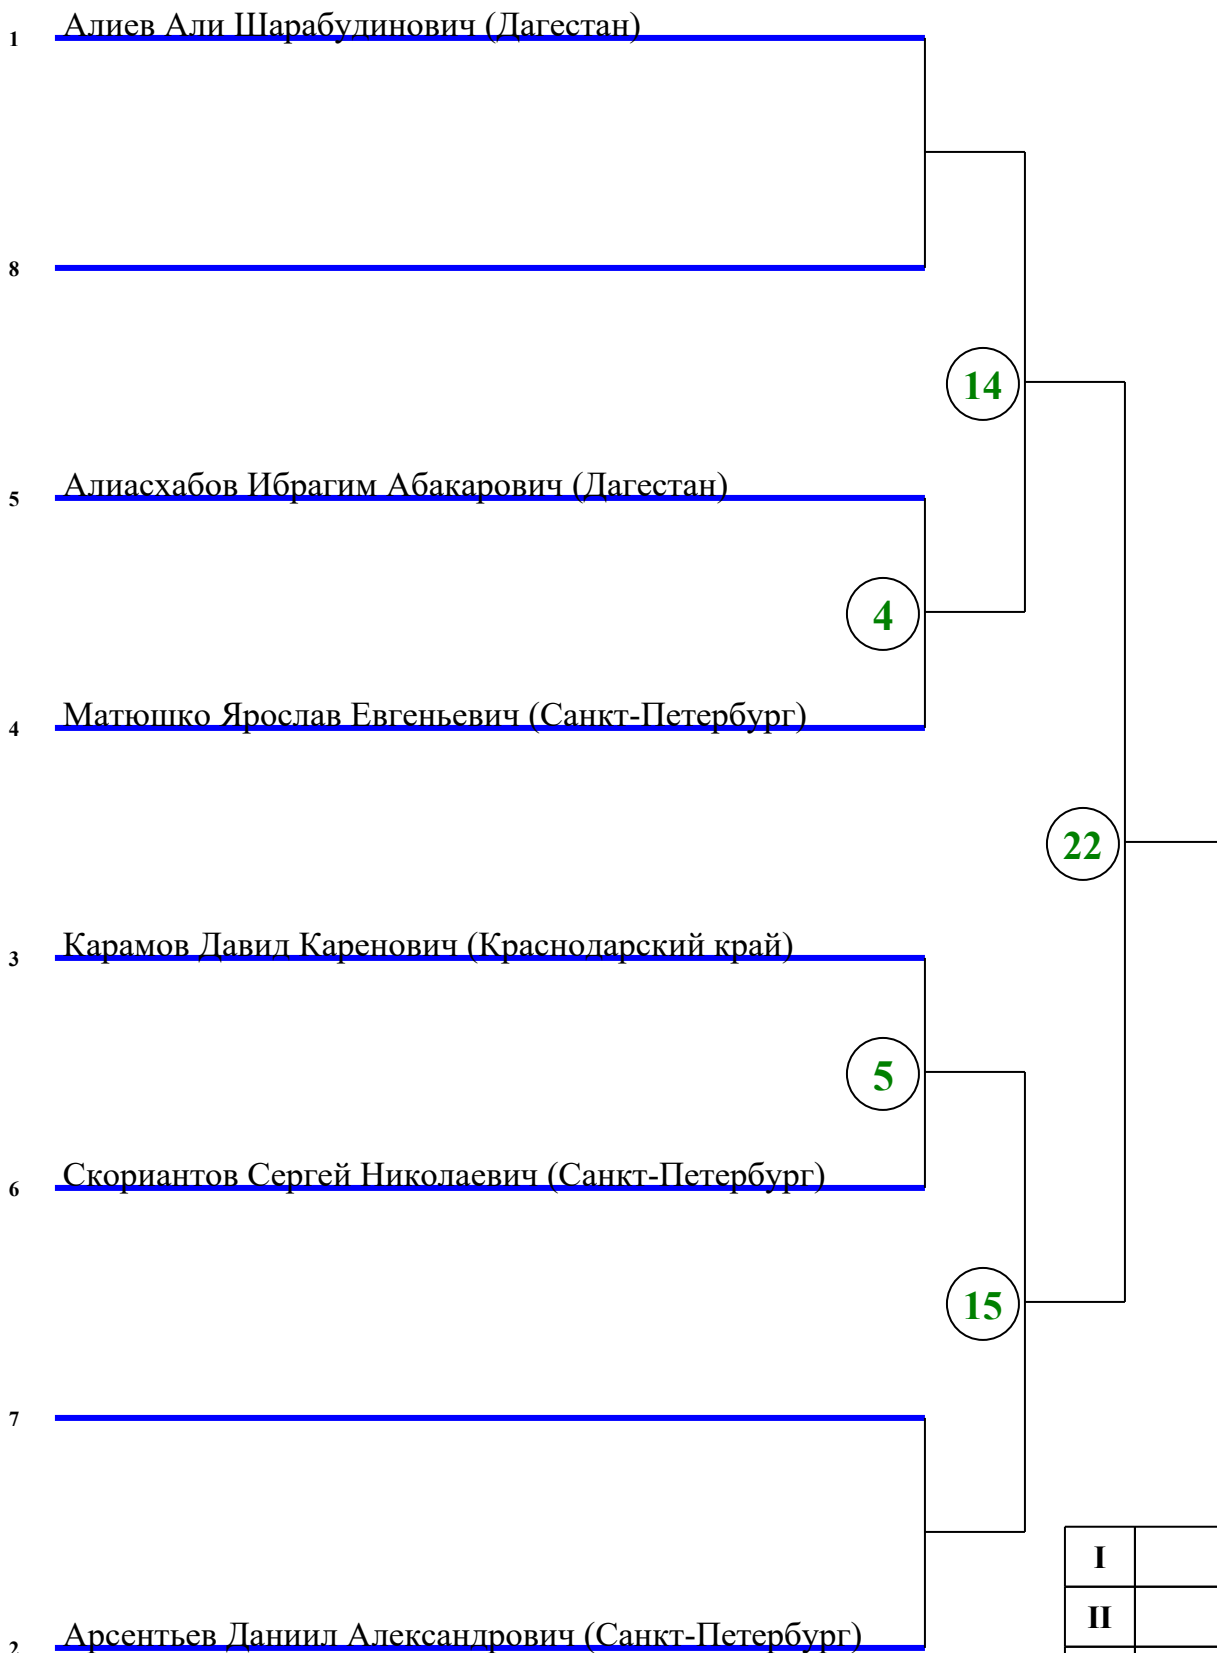 1 Алиев Али Шарабудинович (Дагестан)
8
14
5 Алиасхабов Ибрагим Абакарович (Дагестан)
4
4 Матюшко Ярослав Евгеньевич (Санкт-Петербург)
22
3 Карамов Давид Каренович (Краснодарский край)
5
6 Скориантов Сергей Николаевич (Санкт-Петербург)
15
7
I
II
2 Арсентьев Даниил Александрович (Санкт-Петербург)